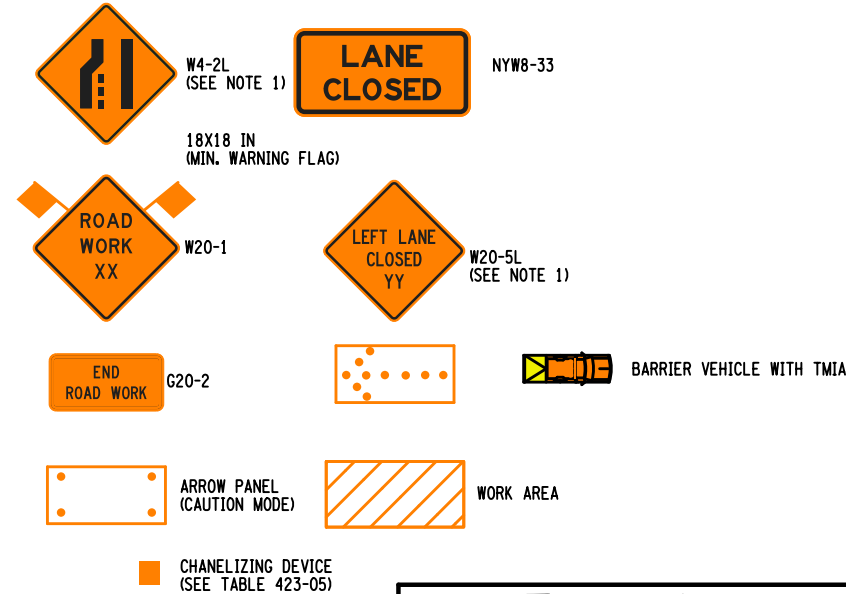 W4-2L
(SEE NOTE 1)
LANE
CLOSED
NYW8-33
18X18 IN
(MIN. WARNING FLAG)
ROAD
WORK
XX
W20-1
LEFT LANE
CLOSED
YY
W20-5L
(SEE NOTE 1)
END
ROAD WORK
G20-2
BARRIER VEHICLE WITH TMIA
ARROW PANEL
(CAUTION MODE)
WORK AREA
CHANELIZING DEVICE
(SEE TABLE 423-05)